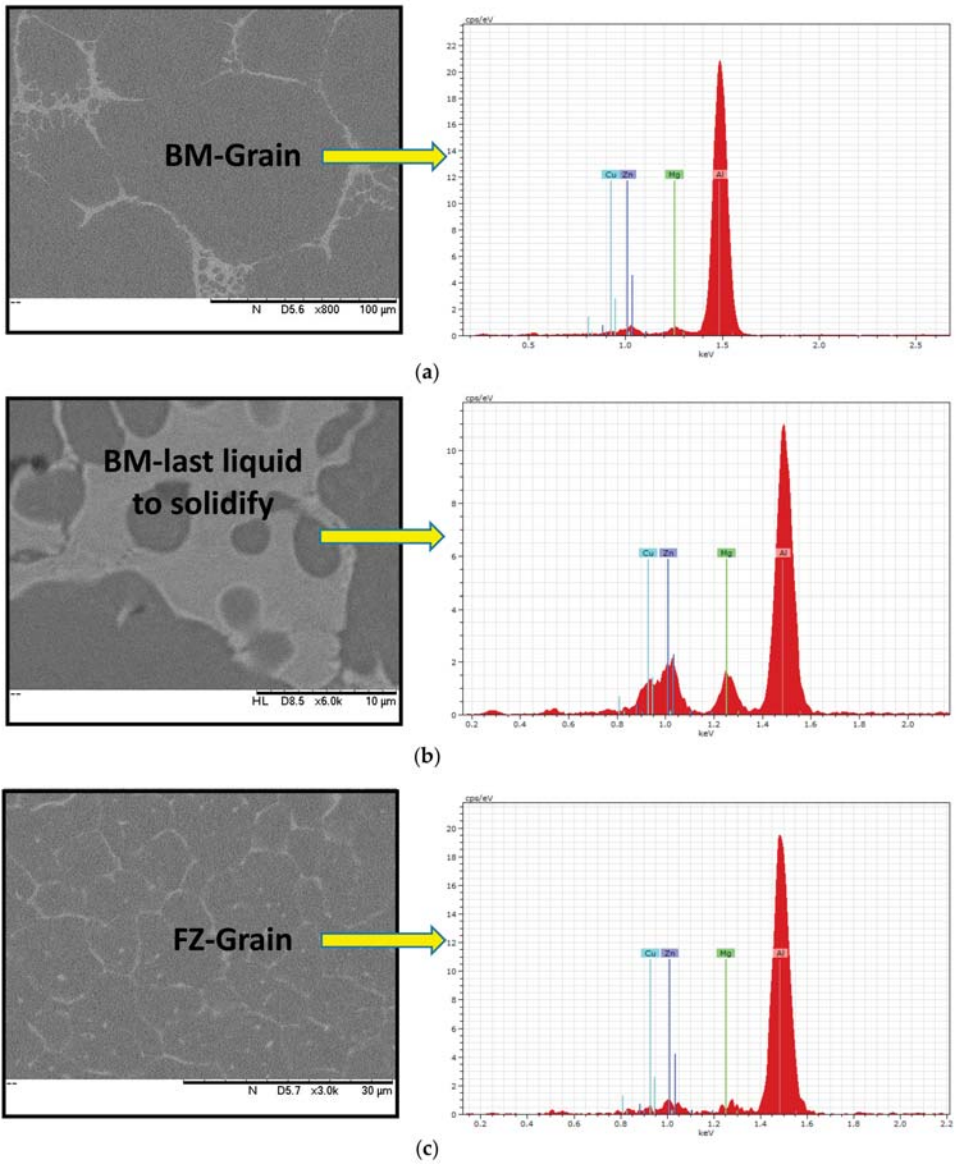 BM-Grain
--
N D5.6 x800 100 µm
cps/eV
22
20
18
16
14
12
10
8
6
4
2
0
Cu Zn Mg Al
0.5 1.0 1.5 2.0 2.5
keV
(a)
BM-last liquid
to solidify
--
HL D8.5 x6.0k 10 µm
cps/eV
10
8
6
4
2
0
Cu Zn Mg Al
0.2 0.4 0.6 0.8 1.0 1.2 1.4 1.6 1.8 2.0
keV
(b)
FZ-Grain
--
N D5.7 x3.0k 30 µm
cps/eV
20
18
16
14
12
10
8
6
4
2
0
Cu Zn Mg Al
0.2 0.4 0.6 0.8 1.0 1.2 1.4 1.6 1.8 2.0 2.2
keV
(c)